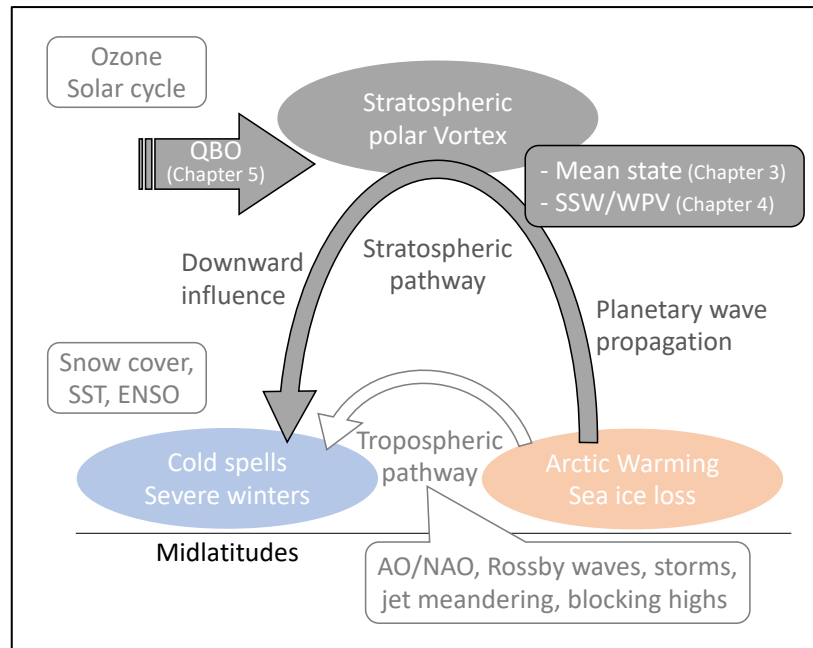 Ozone
Solar cycle
Stratospheric
polar Vortex
QBO
(Chapter 5)
- Mean state (Chapter 3)
- SSW/WPV (Chapter 4)
Downward
influence
Stratospheric
pathway
Planetary wave
propagation
Snow cover,
SST, ENSO
Tropospheric
pathway
Cold spells
Severe winters
Arctic Warming
Sea ice loss
Midlatitudes
AO/NAO, Rossby waves, storms,
jet meandering, blocking highs